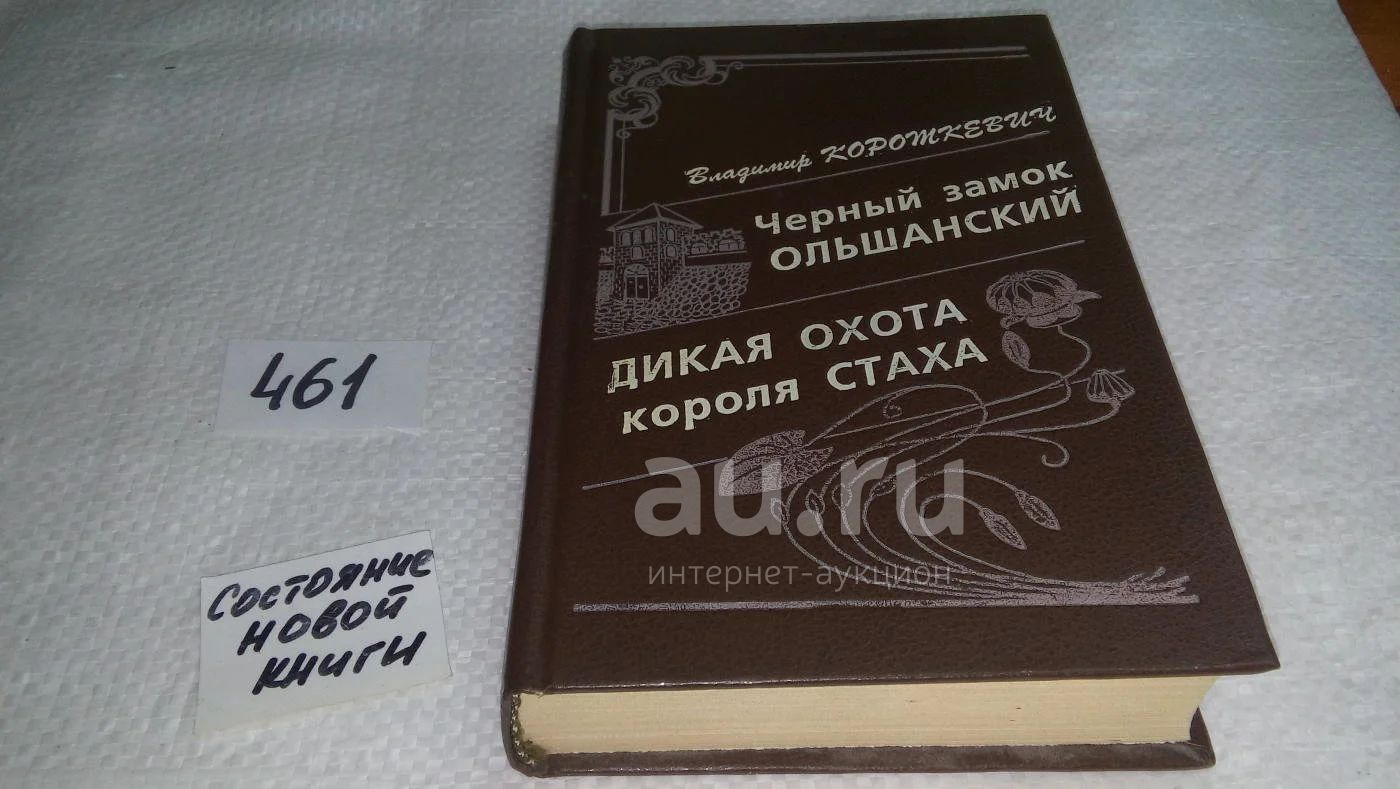 Владимир КОРОТКЕВИЧ
Черный замок
ОЛЬШАНСКИЙ
ДИКАЯ ОХОТА
короля СТАХА
461
Состояние
новой
книги
au.ru
интернет-аукцион